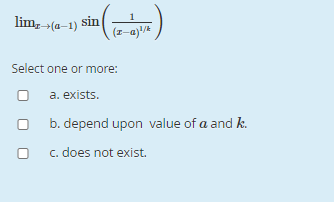 lim_{x→(a−1)} sin(1/(x−a)^{1/k})
Select one or more:
a. exists.
b. depend upon value of a and k.
c. does not exist.